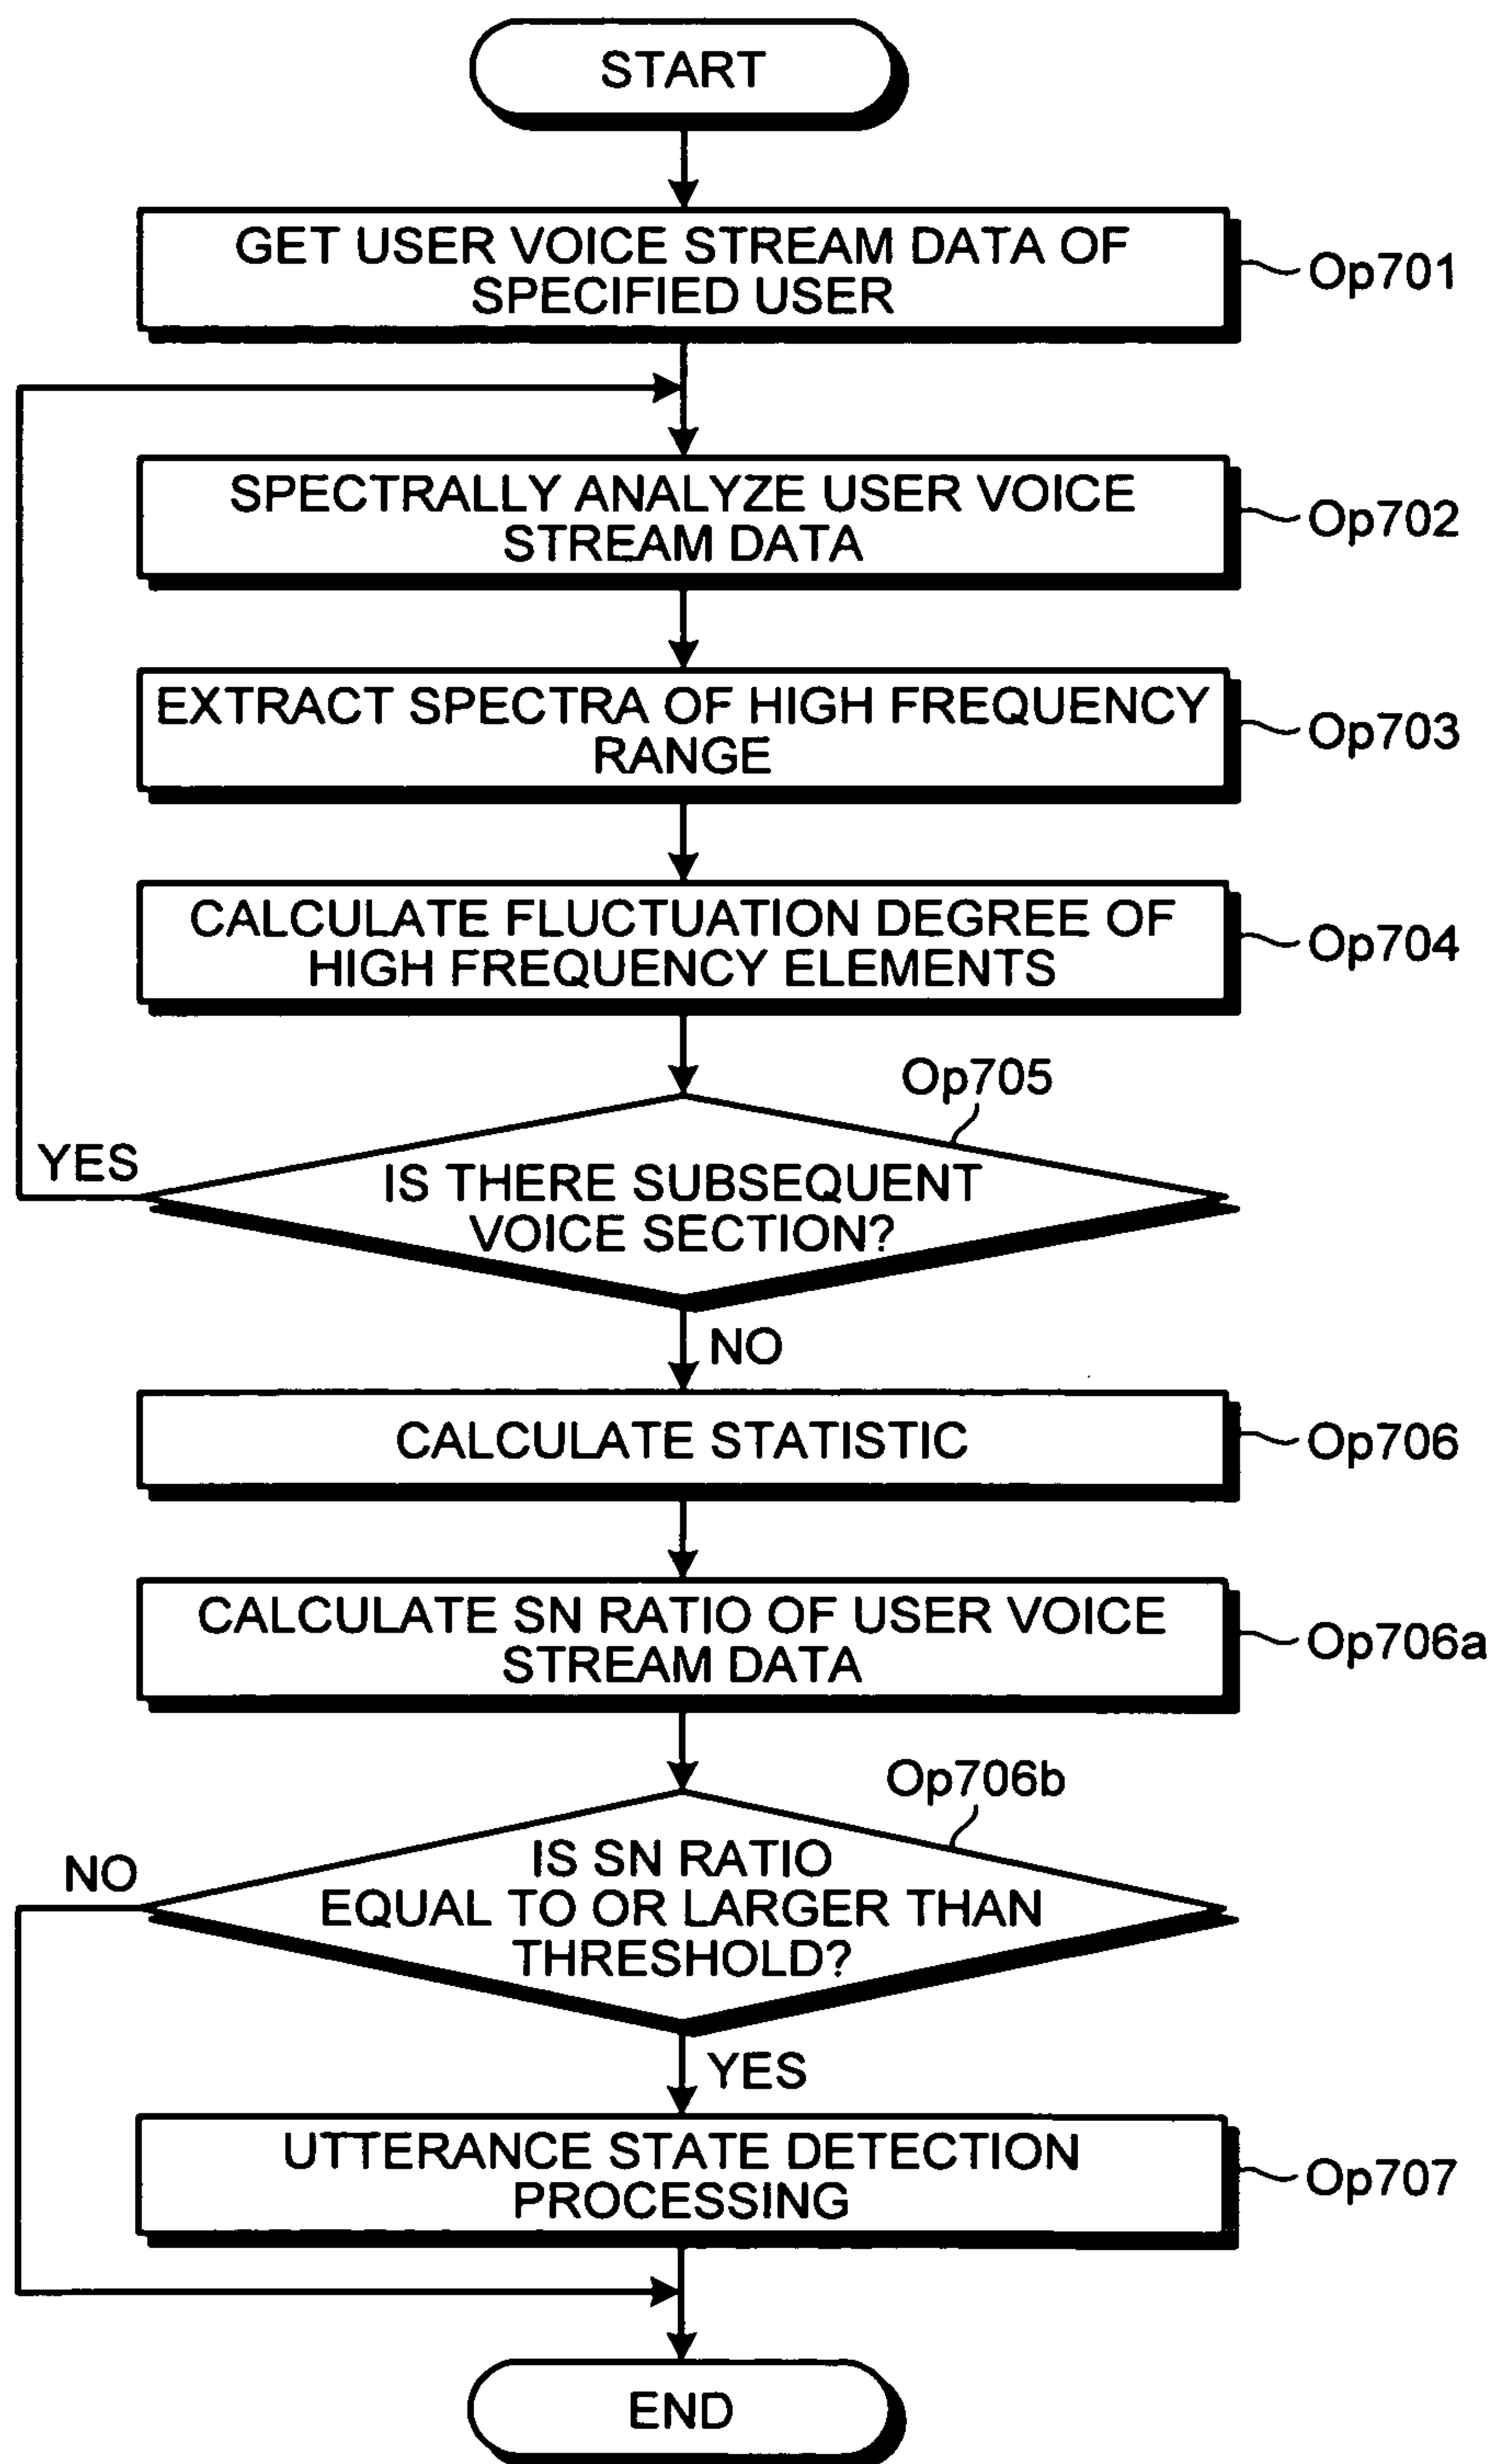 START
GET USER VOICE STREAM DATA OF
SPECIFIED USER
Op701
SPECTRALLY ANALYZE USER VOICE
STREAM DATA
Op702
EXTRACT SPECTRA OF HIGH FREQUENCY
RANGE
Op703
CALCULATE FLUCTUATION DEGREE OF
HIGH FREQUENCY ELEMENTS
Op704
Op705
YES
IS THERE SUBSEQUENT
VOICE SECTION?
NO
CALCULATE STATISTIC
Op706
CALCULATE SN RATIO OF USER VOICE
STREAM DATA
Op706a
Op706b
NO
IS SN RATIO
EQUAL TO OR LARGER THAN
THRESHOLD?
YES
UTTERANCE STATE DETECTION
PROCESSING
Op707
END